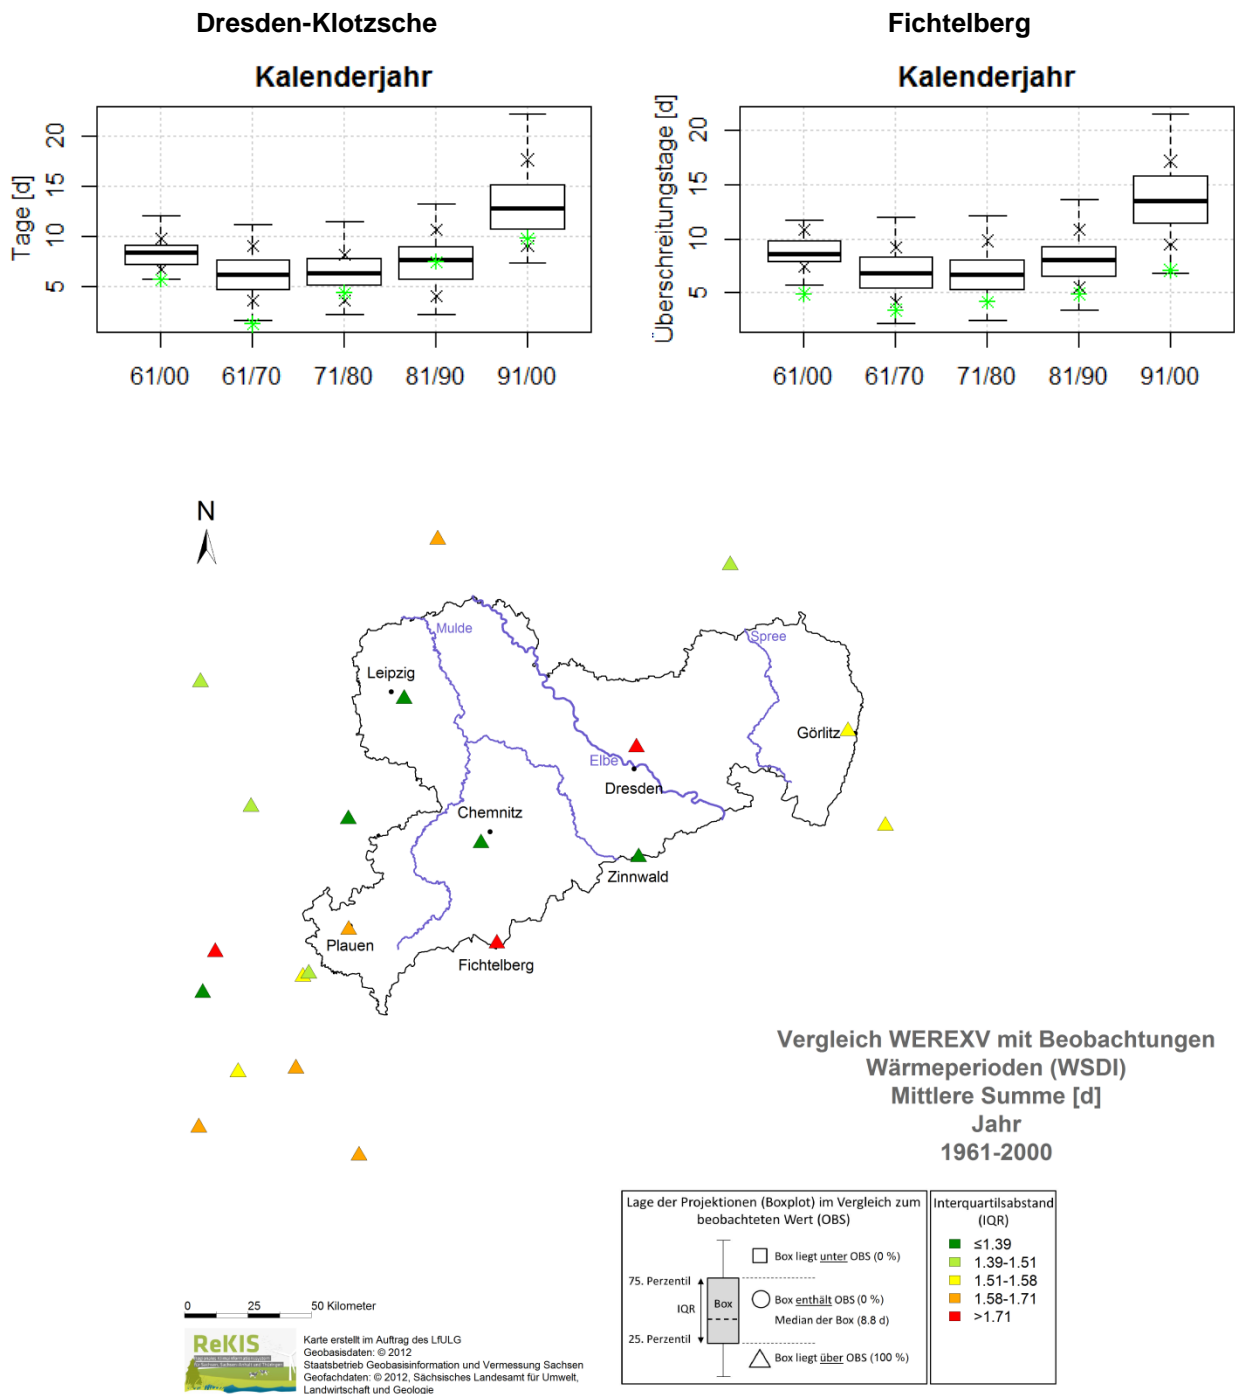 Dresden-Klotzsche
Kalenderjahr
Tage [d]
20
15
10
5
61/00 61/70 71/80 81/90 91/00
Fichtelberg
Kalenderjahr
Überschreitungstage [d]
20
15
10
5
61/00 61/70 71/80 81/90 91/00
N
Mulde
Spree
Leipzig
Görlitz
Elbe
Dresden
Chemnitz
Zinnwald
Plauen
Fichtelberg
Vergleich WEREXV mit Beobachtungen
Wärmeperioden (WSDI)
Mittlere Summe [d]
Jahr
1961-2000
Lage der Projektionen (Boxplot) im Vergleich zum
beobachteten Wert (OBS)
Box liegt unter OBS (0 %)
75. Perzentil
IQR
Box
Box enthält OBS (0 %)
Median der Box (8.8 d)
25. Perzentil
Box liegt über OBS (100 %)
Interquartilsabstand
(IQR)
≤1.39
1.39-1.51
1.51-1.58
1.58-1.71
>1.71
0 25 50 Kilometer
ReKIS
Karte erstellt im Auftrag des LfULG
Geobasisdaten: © 2012
Staatsbetrieb Geobasisinformation und Vermessung Sachsen
Geofachdaten: © 2012, Sächsisches Landesamt für Umwelt,
Landwirtschaft und Geologie